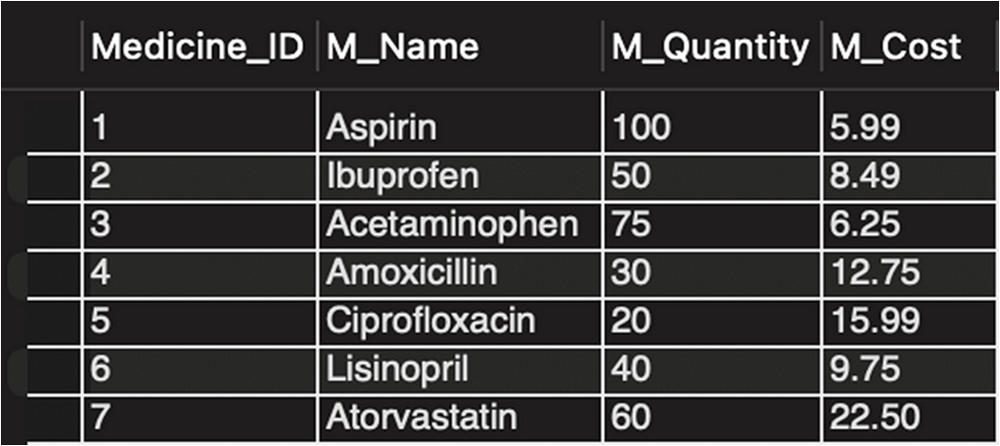 Medicine_ID M_Name M_Quantity M_Cost
1 Aspirin 100 5.99
2 Ibuprofen 50 8.49
3 Acetaminophen 75 6.25
4 Amoxicillin 30 12.75
5 Ciprofloxacin 20 15.99
6 Lisinopril 40 9.75
7 Atorvastatin 60 22.50